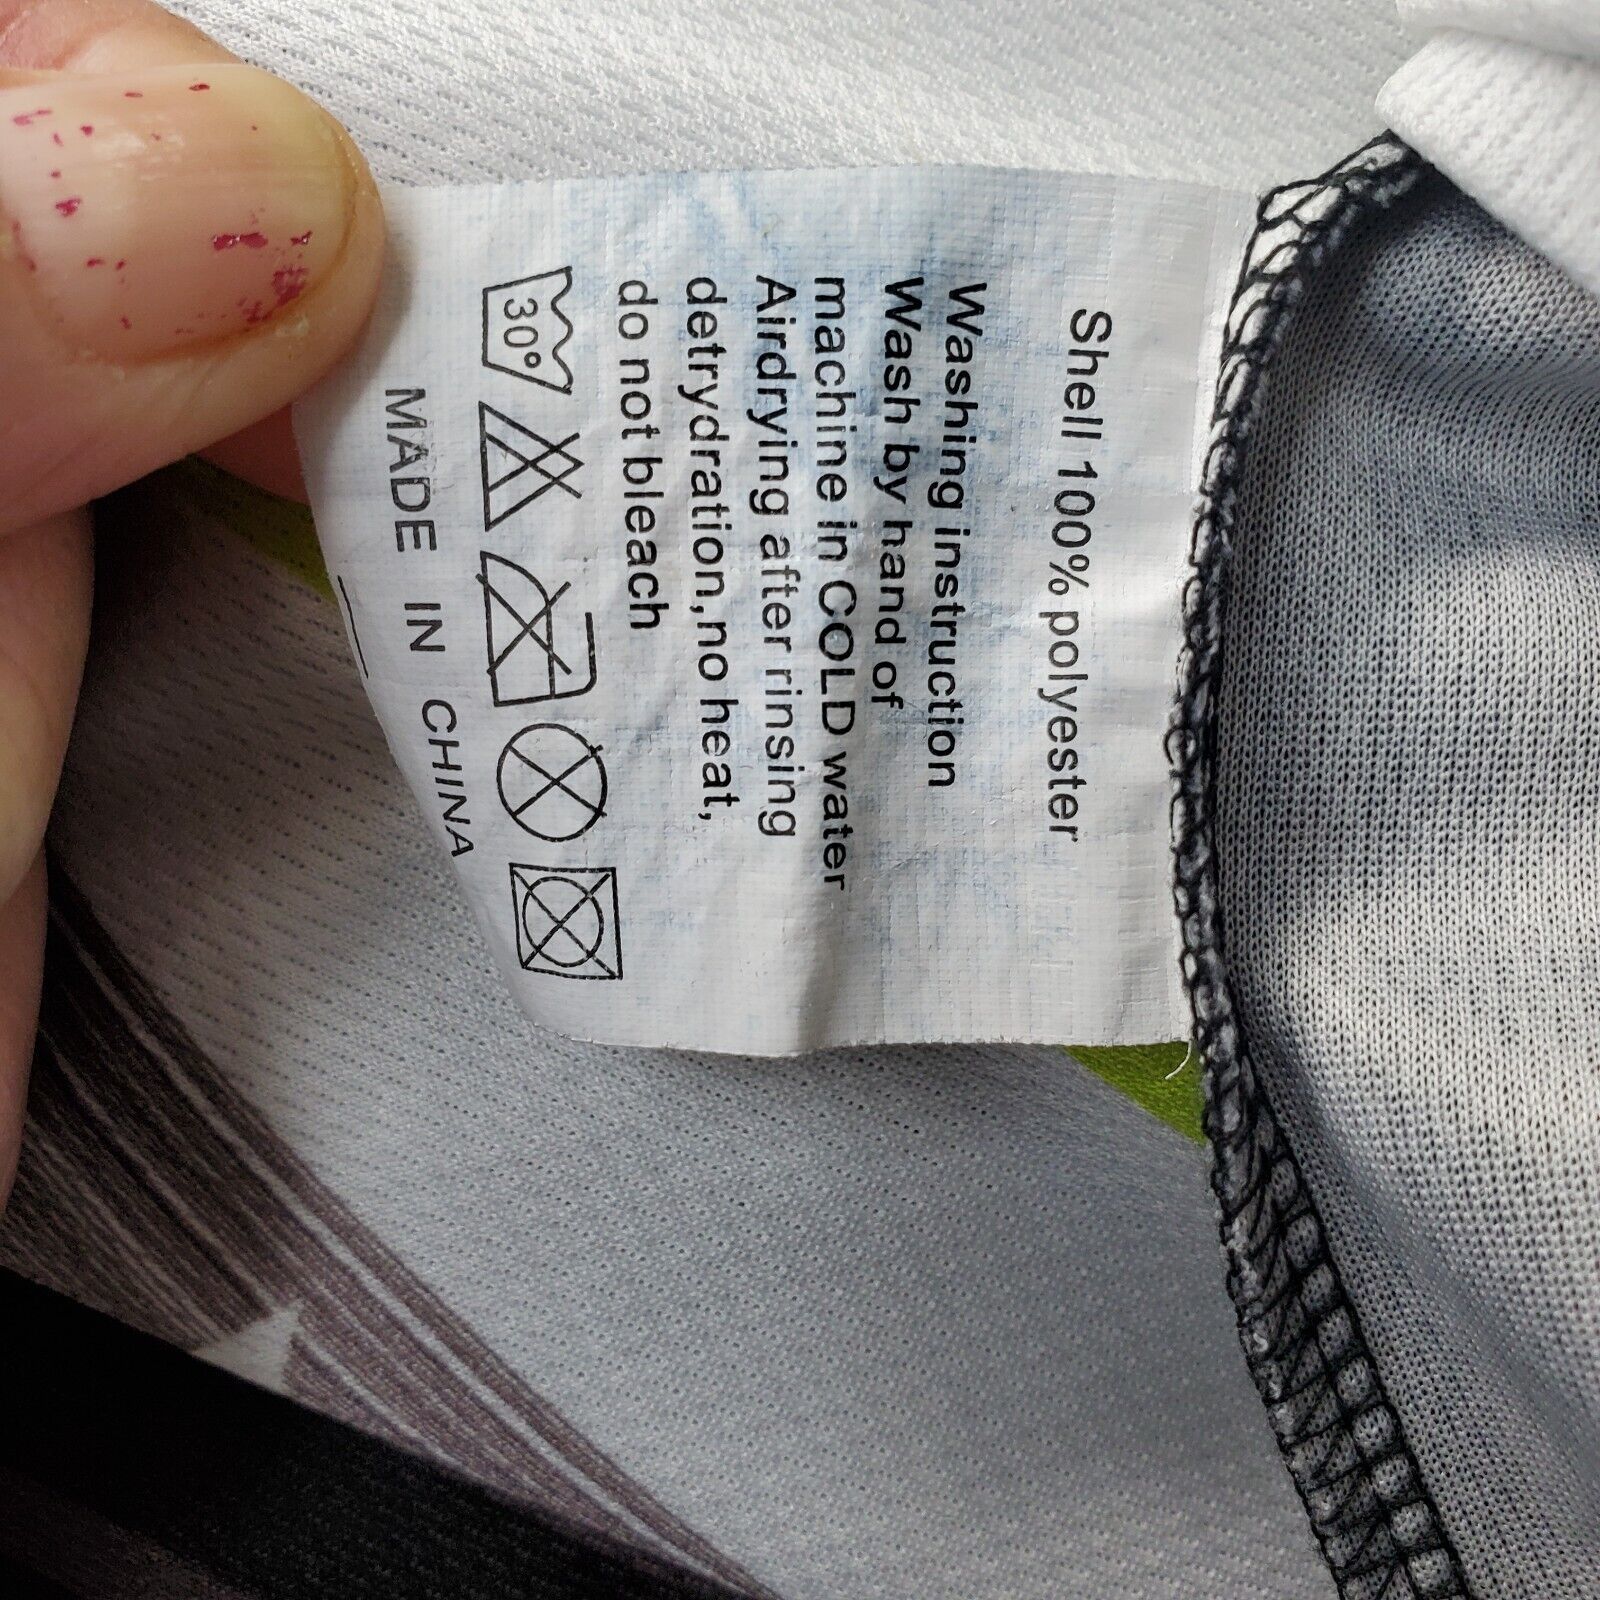 Shell 100% polyester
Washing instruction
Wash by hand of
machine in COLD water
Airdrying after rinsing
detrydration,no heat,
do not bleach
30°
MADE IN CHINA